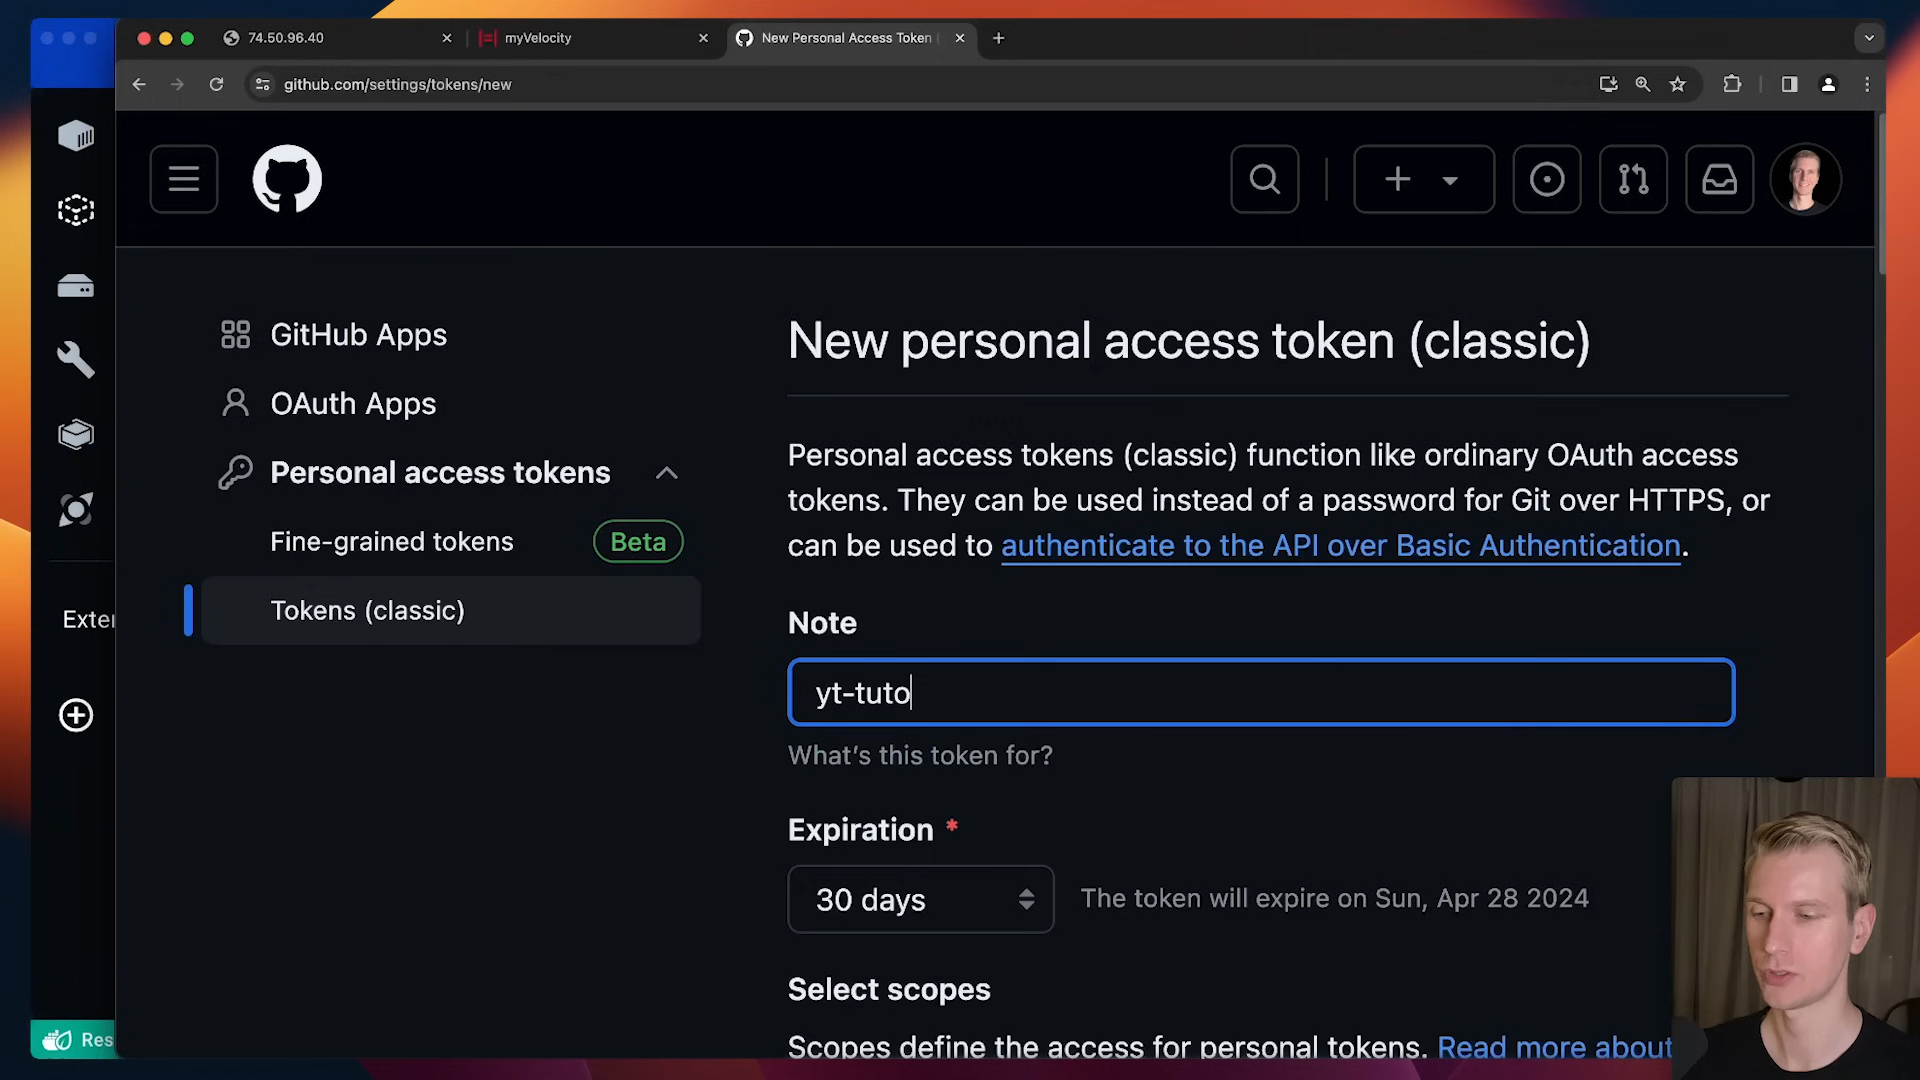 74.50.96.40
myVelocity
New Personal Access Token (
github.com/settings/tokens/new
GitHub Apps
OAuth Apps
Personal access tokens
Fine-grained tokens
Beta
Tokens (classic)
New personal access token (classic)
Personal access tokens (classic) function like ordinary OAuth access
tokens. They can be used instead of a password for Git over HTTPS, or
can be used to authenticate to the API over Basic Authentication.
Note
yt-tuto
What's this token for?
Expiration *
30 days
The token will expire on Sun, Apr 28 2024
Select scopes
Scopes define the access for personal tokens. Read more about
Exter
Res